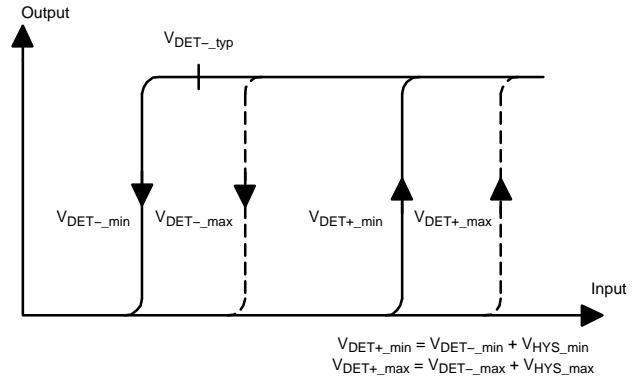 Output
VDET−_typ
VDET−_min
VDET−_max
VDET+_min
VDET+_max
Input
VDET+_min = VDET−_min + VHYS_min
VDET+_max = VDET−_max + VHYS_max